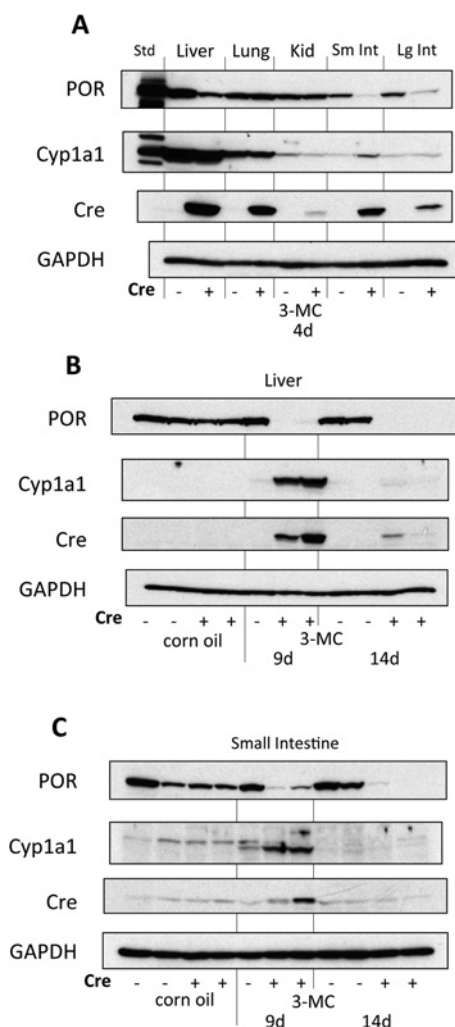 A
Std Liver Lung Kid Sm Int Lg Int
POR
Cyp1a1
Cre
GAPDH
Cre - + - + - + - + - +
3-MC
4d
B
Liver
POR
Cyp1a1
Cre
GAPDH
Cre - - + + - + + - - + +
corn oil 3-MC
9d 14d
C
Small Intestine
POR
Cyp1a1
Cre
GAPDH
Cre - - + + - + + - - + +
corn oil 3-MC
9d 14d